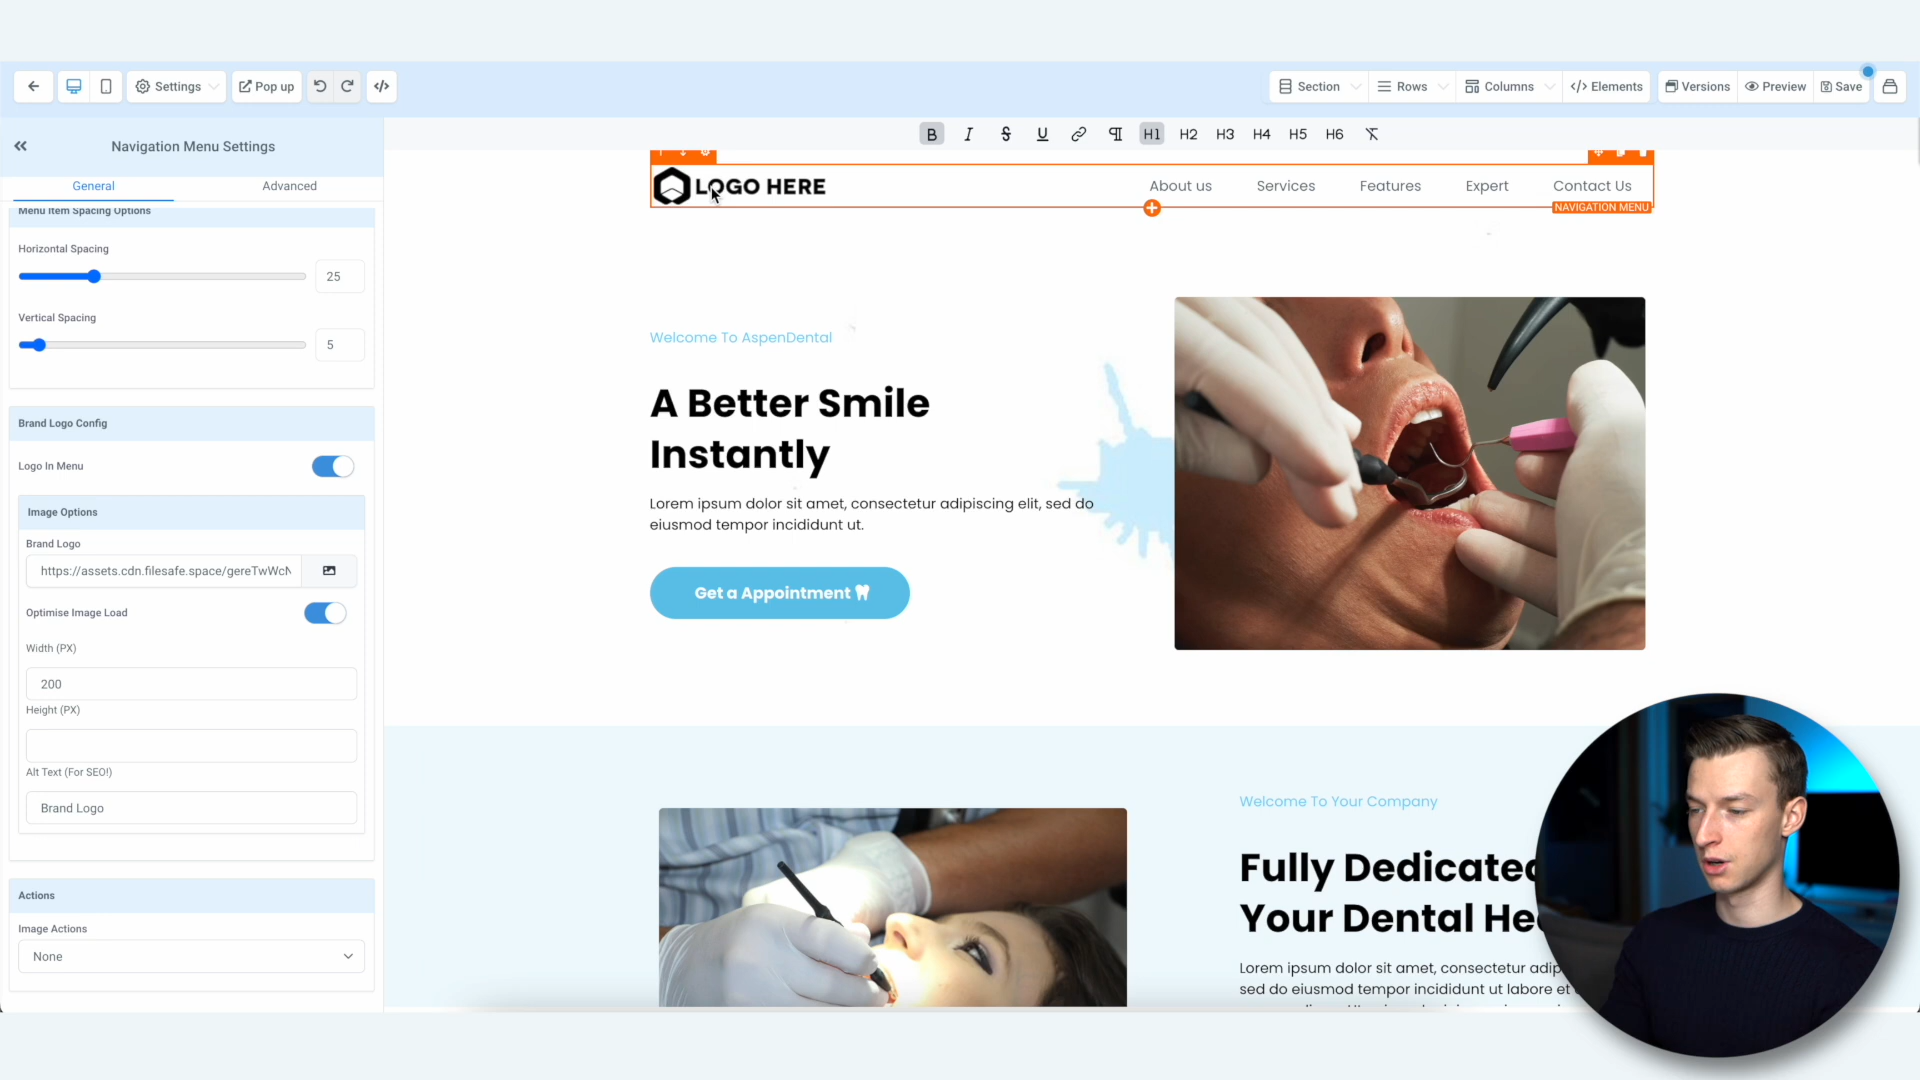 Settings
Pop up
Section
Rows
Columns
</> Elements
Versions
Preview
Save
Navigation Menu Settings
General
Advanced
B I S U H1 H2 H3 H4 H5 H6
Menu Item Spacing Options
Horizontal Spacing
25
Vertical Spacing
5
Brand Logo Config
Logo In Menu
Image Options
Brand Logo
https://assets.cdn.filesafe.space/gereTwWcN
Optimise Image Load
Width (PX)
200
Height (PX)
Alt Text (For SEO!)
Brand Logo
Actions
Image Actions
None
LOGO HERE
About us
Services
Features
Expert
Contact Us
NAVIGATION MENU
Welcome To AspenDental
A Better Smile
Instantly
Lorem ipsum dolor sit amet, consectetur adipiscing elit, sed do
eiusmod tempor incididunt ut.
Get a Appointment
Welcome To Your Company
Fully Dedicated
Your Dental He
Lorem ipsum dolor sit amet, consectetur adip
sed do eiusmod tempor incididunt ut labore et